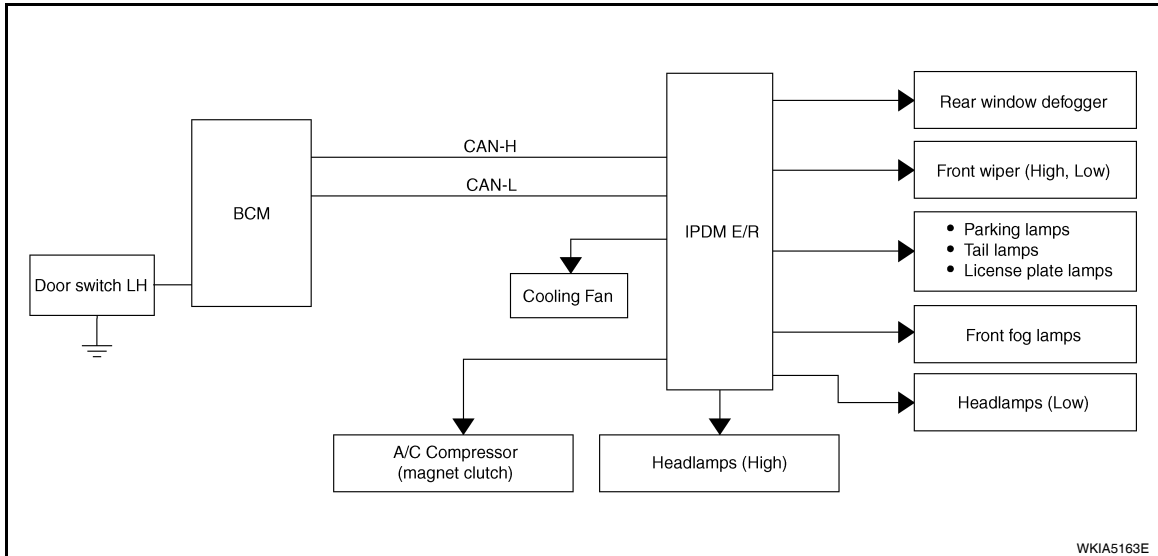 Rear window defogger
CAN-H
Front wiper (High, Low)
CAN-L
BCM
IPDM E/R
• Parking lamps
• Tail lamps
• License plate lamps
Door switch LH
Cooling Fan
Front fog lamps
Headlamps (Low)
A/C Compressor
(magnet clutch)
Headlamps (High)
WKIA5163E